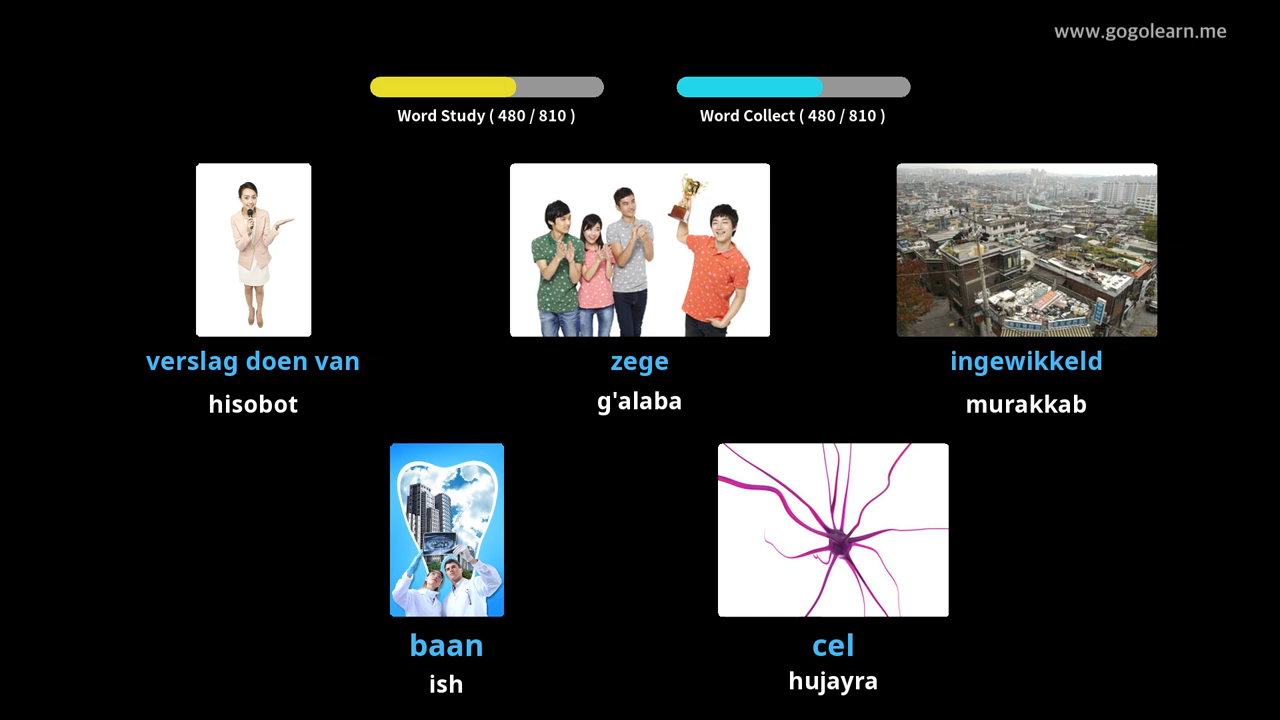 www.gogolearn.me
Word Study ( 480 / 810 )
Word Collect ( 480 / 810 )
verslag doen van
hisobot
zege
g'alaba
ingewikkeld
murakkab
baan
ish
cel
hujayra